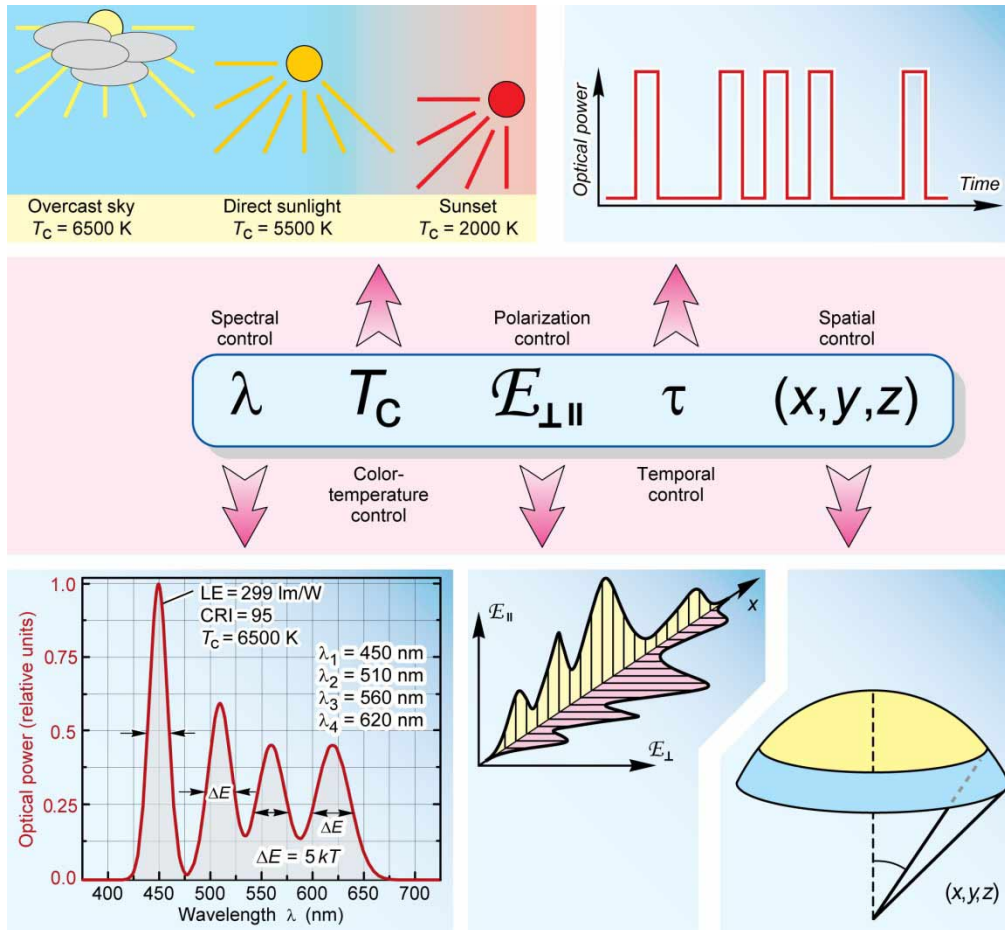 Overcast sky
T_C = 6500 K
Direct sunlight
T_C = 5500 K
Sunset
T_C = 2000 K
Optical power
Time
Spectral
control
Polarization
control
Spatial
control
λ T_C ℰ⊥∥ τ (x, y, z)
Color-
temperature
control
Temporal
control
Optical power (relative units)
1.0
0.75
0.5
0.25
0.0
LE = 299 lm/W
CRI = 95
T_C = 6500 K
λ1 = 450 nm
λ2 = 510 nm
λ3 = 560 nm
λ4 = 620 nm
ΔE
ΔE
ΔE = 5 kT
400 450 500 550 600 650 700
Wavelength λ (nm)
ℰ∥
x
ℰ⊥
(x, y, z)